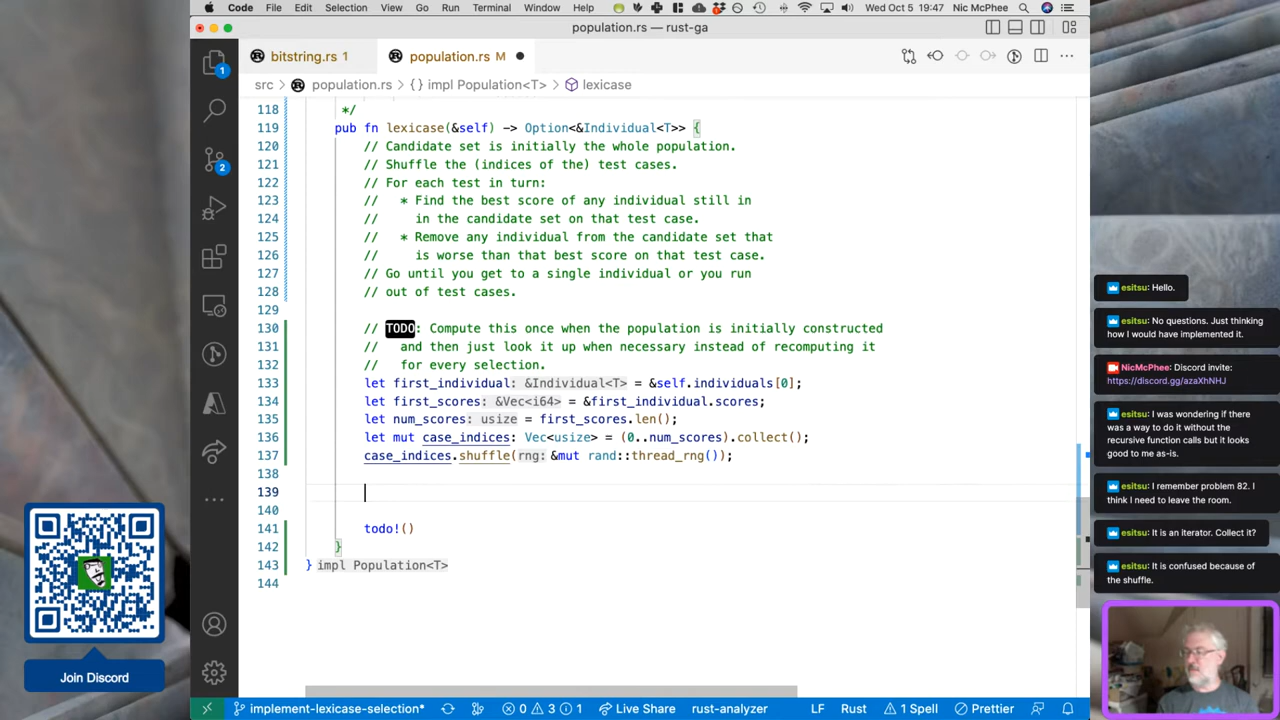 Code File Edit Selection View Go Run Terminal Window Help Wed Oct 5 19:47 Nic McPhee
population.rs — rust-ga
bitstring.rs 1
population.rs M
src > population.rs > {} impl Population<T> > lexicase
118 */
119 pub fn lexicase(&self) -> Option<&Individual<T>> {
120 // Candidate set is initially the whole population.
121 // Shuffle the (indices of the) test cases.
122 // For each test in turn:
123 // * Find the best score of any individual still in
124 // in the candidate set on that test case.
125 // * Remove any individual from the candidate set that
126 // is worse than that best score on that test case.
127 // Go until you get to a single individual or you run
128 // out of test cases.
129
130 // TODO: Compute this once when the population is initially constructed
131 // and then just look it up when necessary instead of recomputing it
132 // for every selection.
133 let first_individual: &Individual<T> = &self.individuals[0];
134 let first_scores: &Vec<i64> = &first_individual.scores;
135 let num_scores: usize = first_scores.len();
136 let mut case_indices: Vec<usize> = (0..num_scores).collect();
137 case_indices.shuffle(rng: &mut rand::thread_rng());
138
139
140
141 todo!()
142 }
143 } impl Population<T>
144
1
2
implement-lexicase-selection* 0 3 1 Live Share rust-analyzer LF Rust 1 Spell Prettier
Join Discord
esitsu: Hello.
esitsu: No questions. Just thinking
how I would have implemented it.
NicMcPhee: Discord invite:
https://discord.gg/azaXhNHJ
esitsu: I was wondering if there
was a way to do it without the
recursive function calls but it looks
good to me as-is.
esitsu: I remember problem 82. I
think I need to leave the room.
esitsu: It is an iterator. Collect it?
esitsu: It is confused because of
the shuffle.